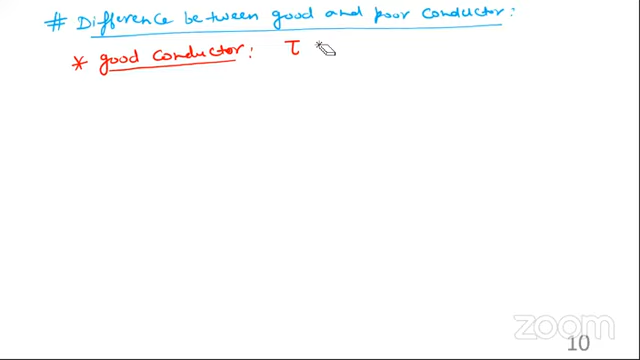 # Difference between good and poor conductor:
* good conductor: τ
zoom
10